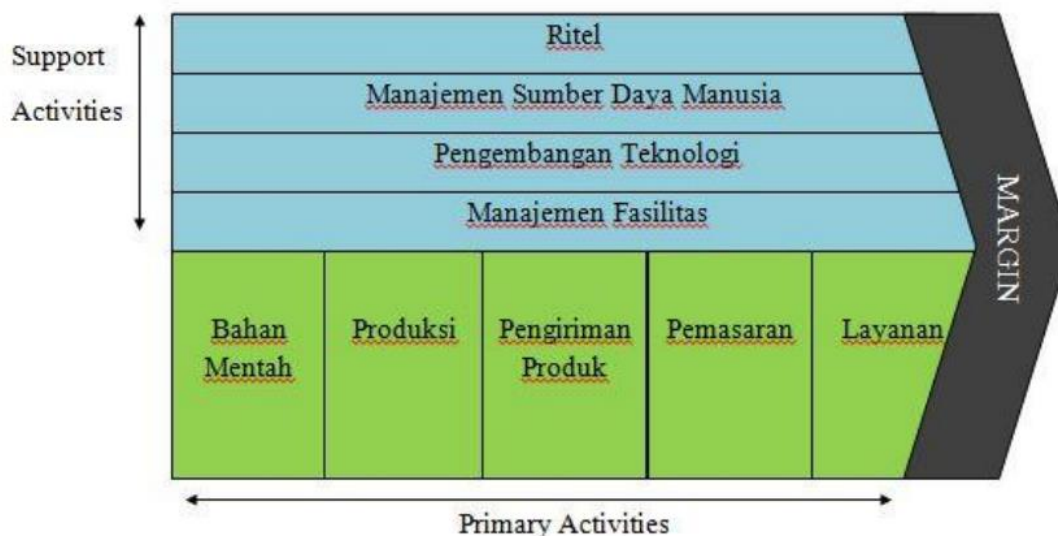 Support
Activities
Ritel
Manajemen Sumber Daya Manusia
Pengembangan Teknologi
Manajemen Fasilitas
MARGIN
Bahan
Mentah
Produksi
Pengiriman
Produk
Pemasaran
Layanan
Primary Activities